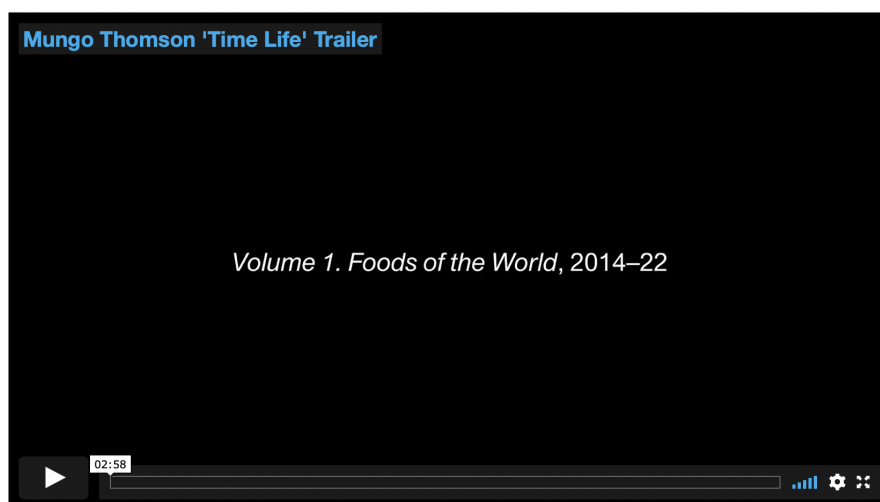 Mungo Thomson 'Time Life' Trailer
Volume 1. Foods of the World, 2014–22
02:58